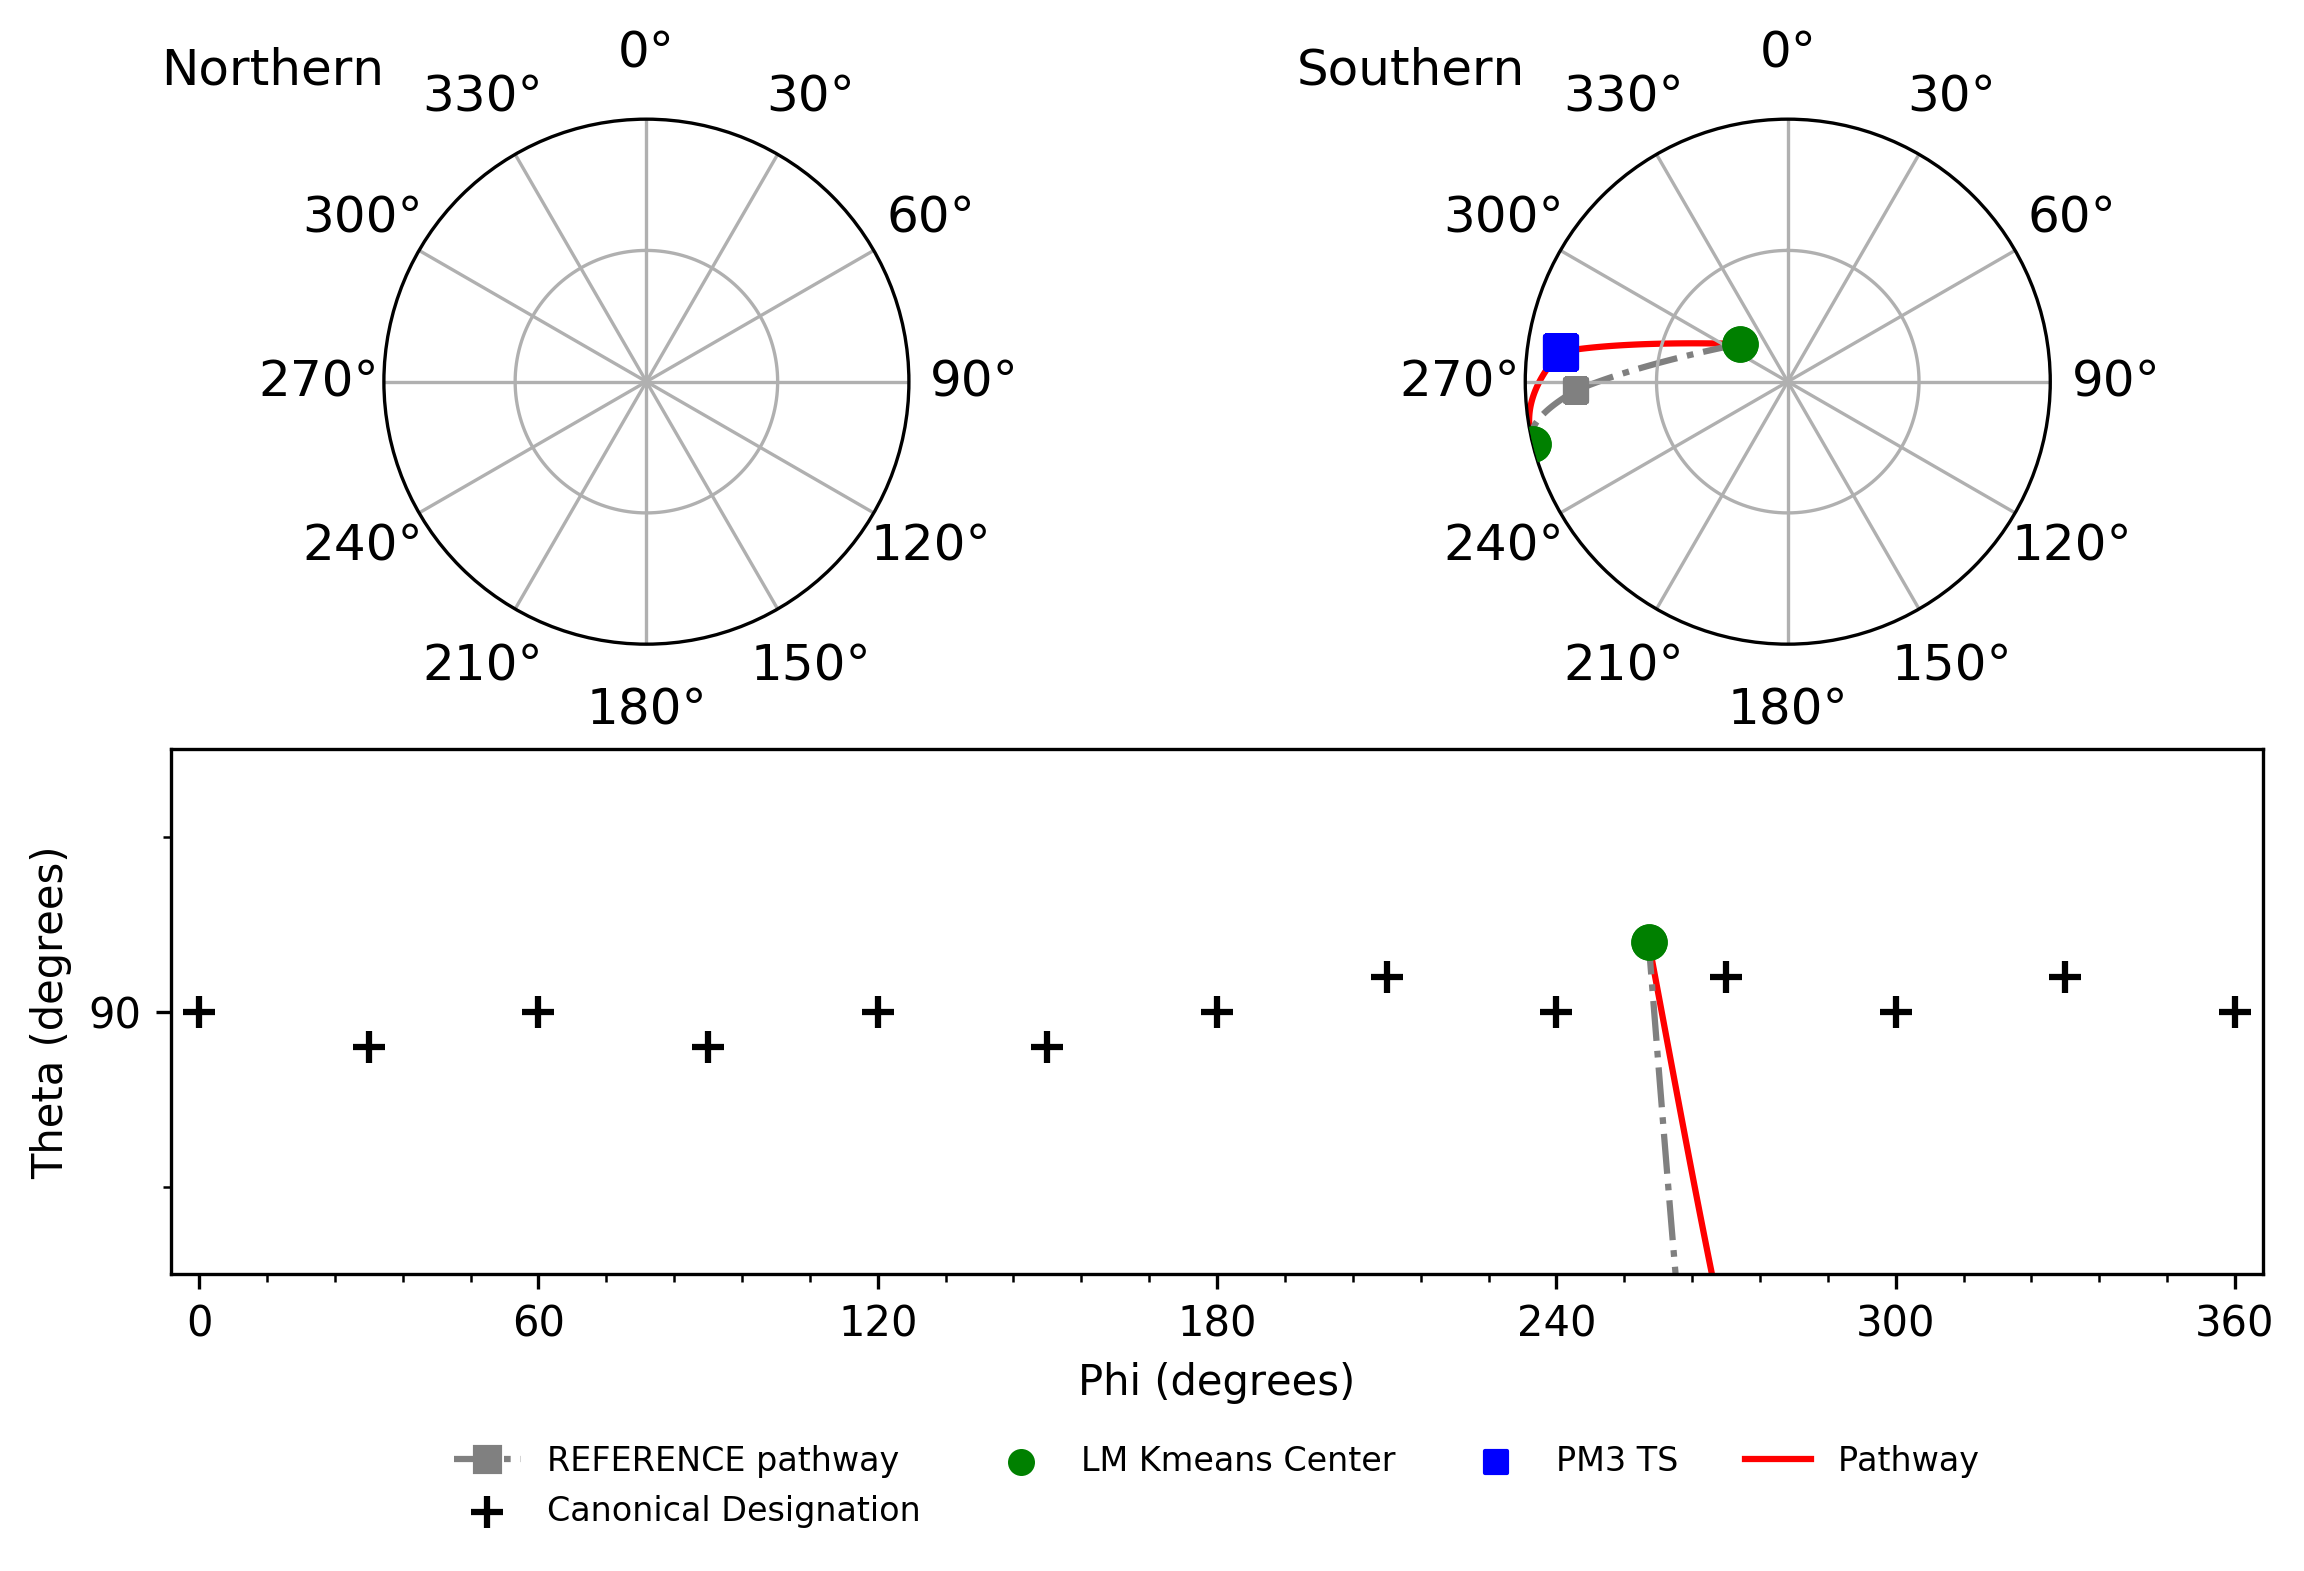 Northern
0°
30°
60°
90°
120°
150°
180°
210°
240°
270°
300°
330°
Southern
0°
30°
60°
90°
120°
150°
180°
210°
240°
270°
300°
330°
Theta (degrees)
90
0 60 120 180 240 300 360
Phi (degrees)
REFERENCE pathway
Canonical Designation
LM Kmeans Center
PM3 TS
Pathway